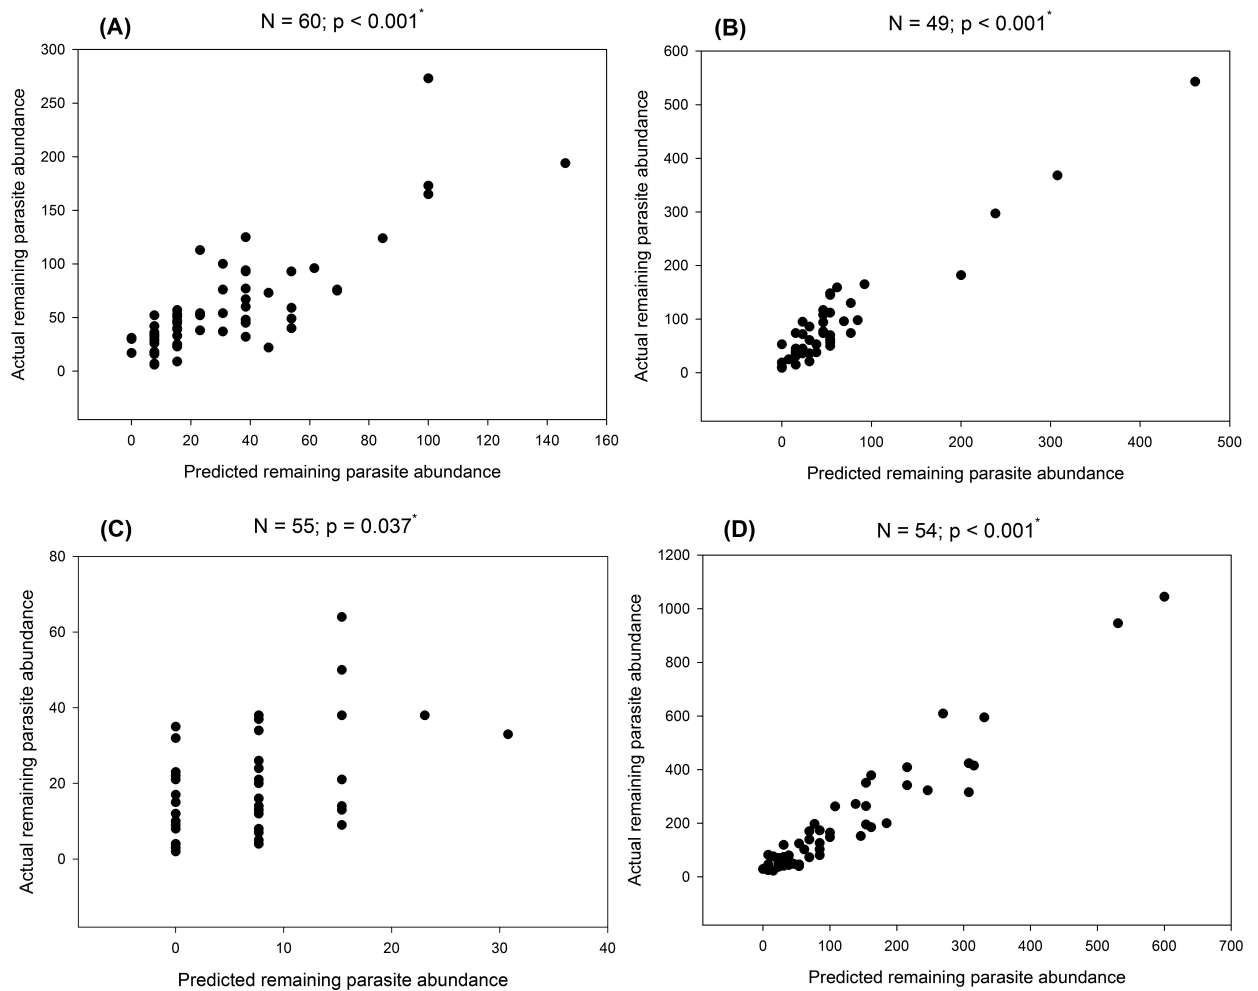 (A) N = 60; p < 0.001*
300
250
200
150
100
50
0
Actual remaining parasite abundance
0 20 40 60 80 100 120 140 160
Predicted remaining parasite abundance
(B) N = 49; p < 0.001*
600
500
400
300
200
100
0
Actual remaining parasite abundance
0 100 200 300 400 500
Predicted remaining parasite abundance
(C) N = 55; p = 0.037*
80
60
40
20
0
Actual remaining parasite abundance
0 10 20 30 40
Predicted remaining parasite abundance
(D) N = 54; p < 0.001*
1200
1000
800
600
400
200
0
Actual remaining parasite abundance
0 100 200 300 400 500 600 700
Predicted remaining parasite abundance